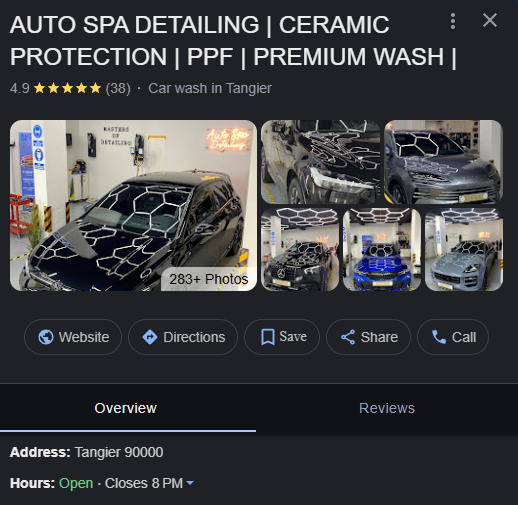 AUTO SPA DETAILING | CERAMIC
PROTECTION | PPF | PREMIUM WASH |
4.9 ★★★★★ (38) · Car wash in Tangier
MASTERS
OF
DETAILING
Auto Spa
Detailing
283+ Photos
Website
Directions
Save
Share
Call
Overview
Reviews
Address: Tangier 90000
Hours: Open · Closes 8 PM